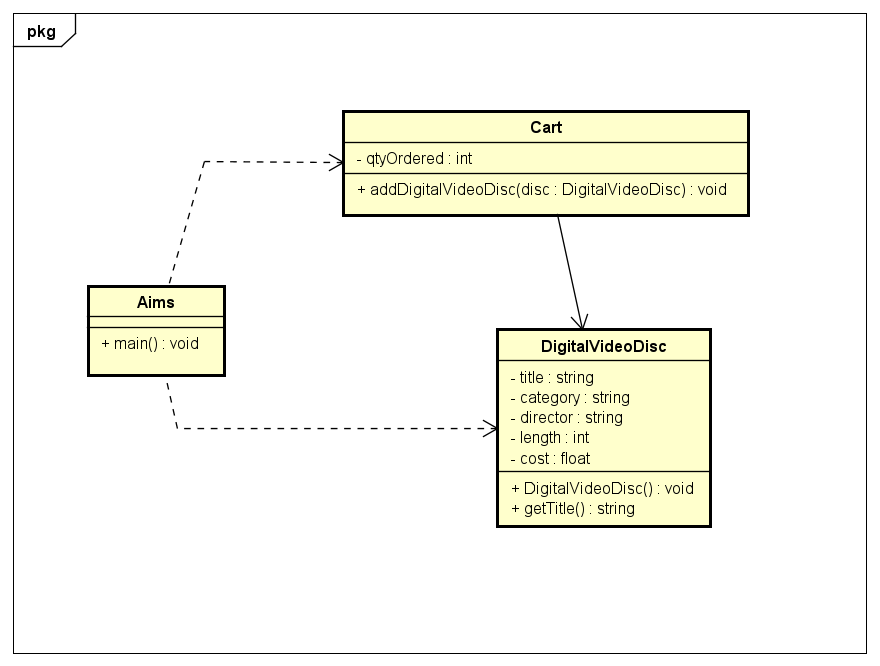 pkg
Cart
- qtyOrdered : int
+ addDigitalVideoDisc(disc : DigitalVideoDisc) : void
Aims
+ main() : void
DigitalVideoDisc
- title : string
- category : string
- director : string
- length : int
- cost : float
+ DigitalVideoDisc() : void
+ getTitle() : string